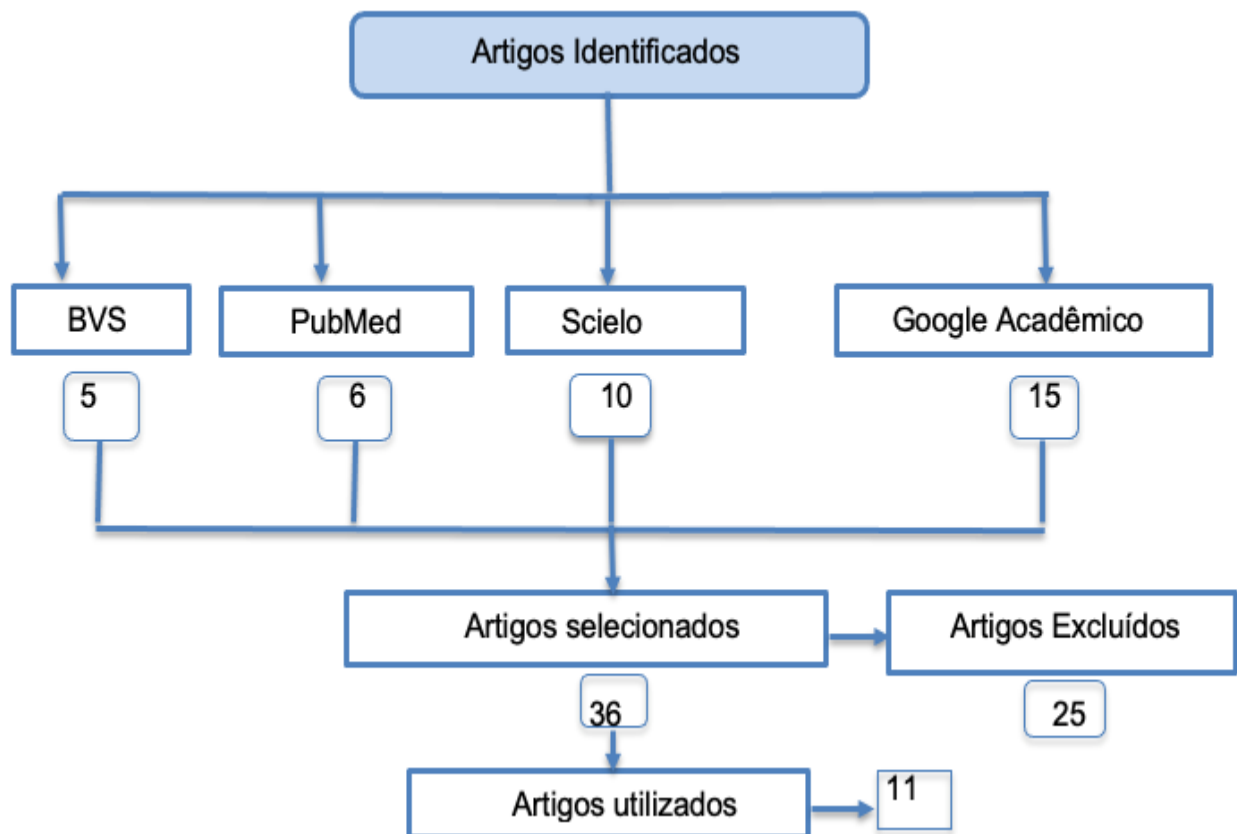 Artigos Identificados
BVS
PubMed
Scielo
Google Acadêmico
5
6
10
15
Artigos selecionados
Artigos Excluídos
36
25
Artigos utilizados
11